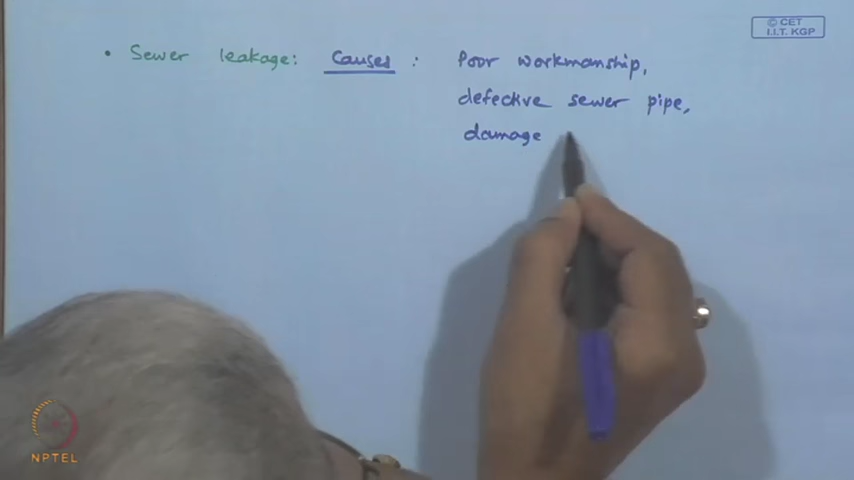 © CET
I.I.T. KGP
• Sewer leakage: Causes : Poor workmanship,
defective sewer pipe,
damage
NPTEL